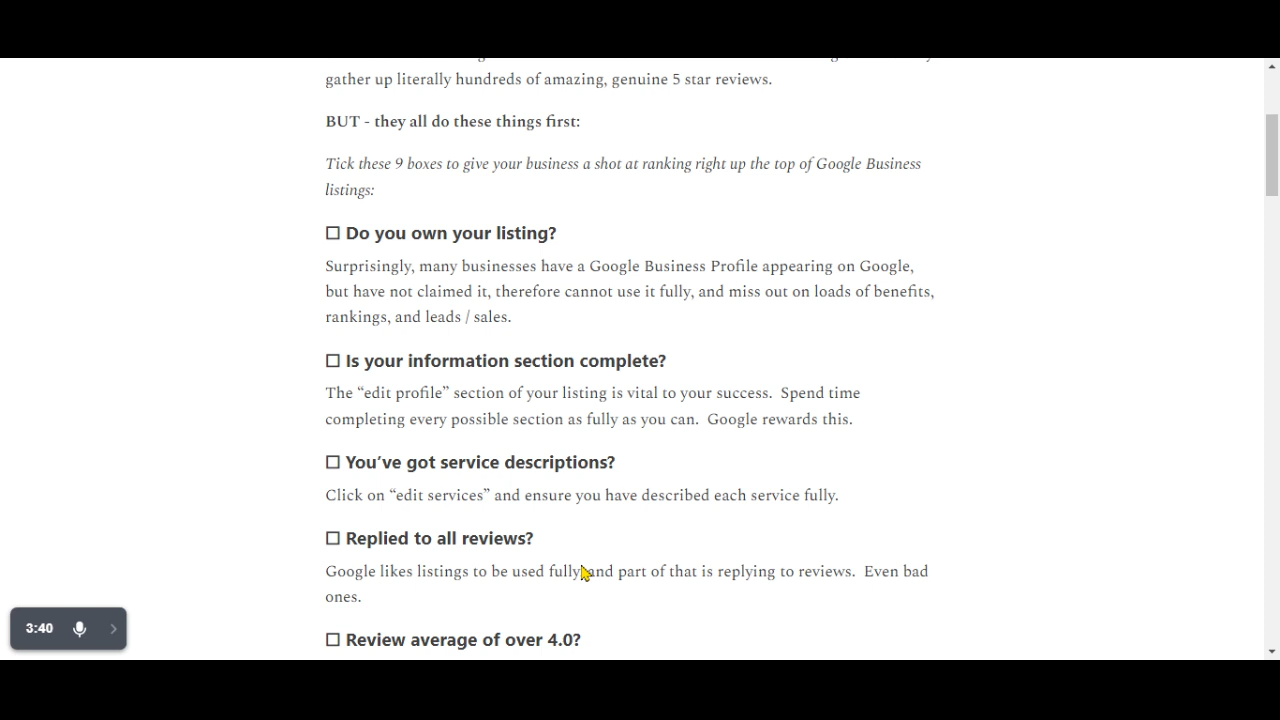 gather up literally hundreds of amazing, genuine 5 star reviews.
BUT - they all do these things first:
Tick these 9 boxes to give your business a shot at ranking right up the top of Google Business
listings:
☐ Do you own your listing?
Surprisingly, many businesses have a Google Business Profile appearing on Google,
but have not claimed it, therefore cannot use it fully, and miss out on loads of benefits,
rankings, and leads / sales.
☐ Is your information section complete?
The “edit profile” section of your listing is vital to your success.  Spend time
completing every possible section as fully as you can.  Google rewards this.
☐ You’ve got service descriptions?
Click on “edit services” and ensure you have described each service fully.
☐ Replied to all reviews?
Google likes listings to be used fully and part of that is replying to reviews.  Even bad
ones.
☐ Review average of over 4.0?
3:40